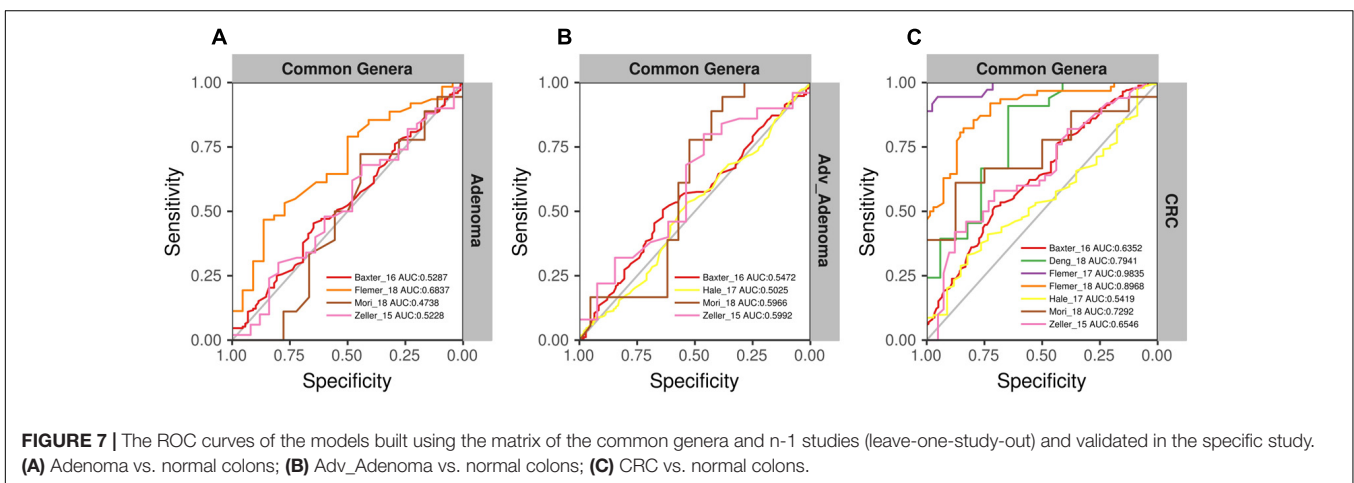 A
Common Genera
1.00
0.75
0.50
0.25
0.00
Sensitivity
Adenoma
Baxter_16 AUC:0.5287
Flemer_18 AUC:0.6837
Mori_18 AUC:0.4738
Zeller_15 AUC:0.5228
1.00 0.75 0.50 0.25 0.00
Specificity
B
Common Genera
1.00
0.75
0.50
0.25
0.00
Sensitivity
Adv_Adenoma
Baxter_16 AUC:0.5472
Hale_17 AUC:0.5025
Mori_18 AUC:0.5966
Zeller_15 AUC:0.5992
1.00 0.75 0.50 0.25 0.00
Specificity
C
Common Genera
1.00
0.75
0.50
0.25
0.00
Sensitivity
CRC
Baxter_16 AUC:0.6352
Deng_18 AUC:0.7941
Flemer_17 AUC:0.9835
Flemer_18 AUC:0.8968
Hale_17 AUC:0.5419
Mori_18 AUC:0.7292
Zeller_15 AUC:0.6546
1.00 0.75 0.50 0.25 0.00
Specificity
FIGURE 7 | The ROC curves of the models built using the matrix of the common genera and n-1 studies (leave-one-study-out) and validated in the specific study.
(A) Adenoma vs. normal colons; (B) Adv_Adenoma vs. normal colons; (C) CRC vs. normal colons.